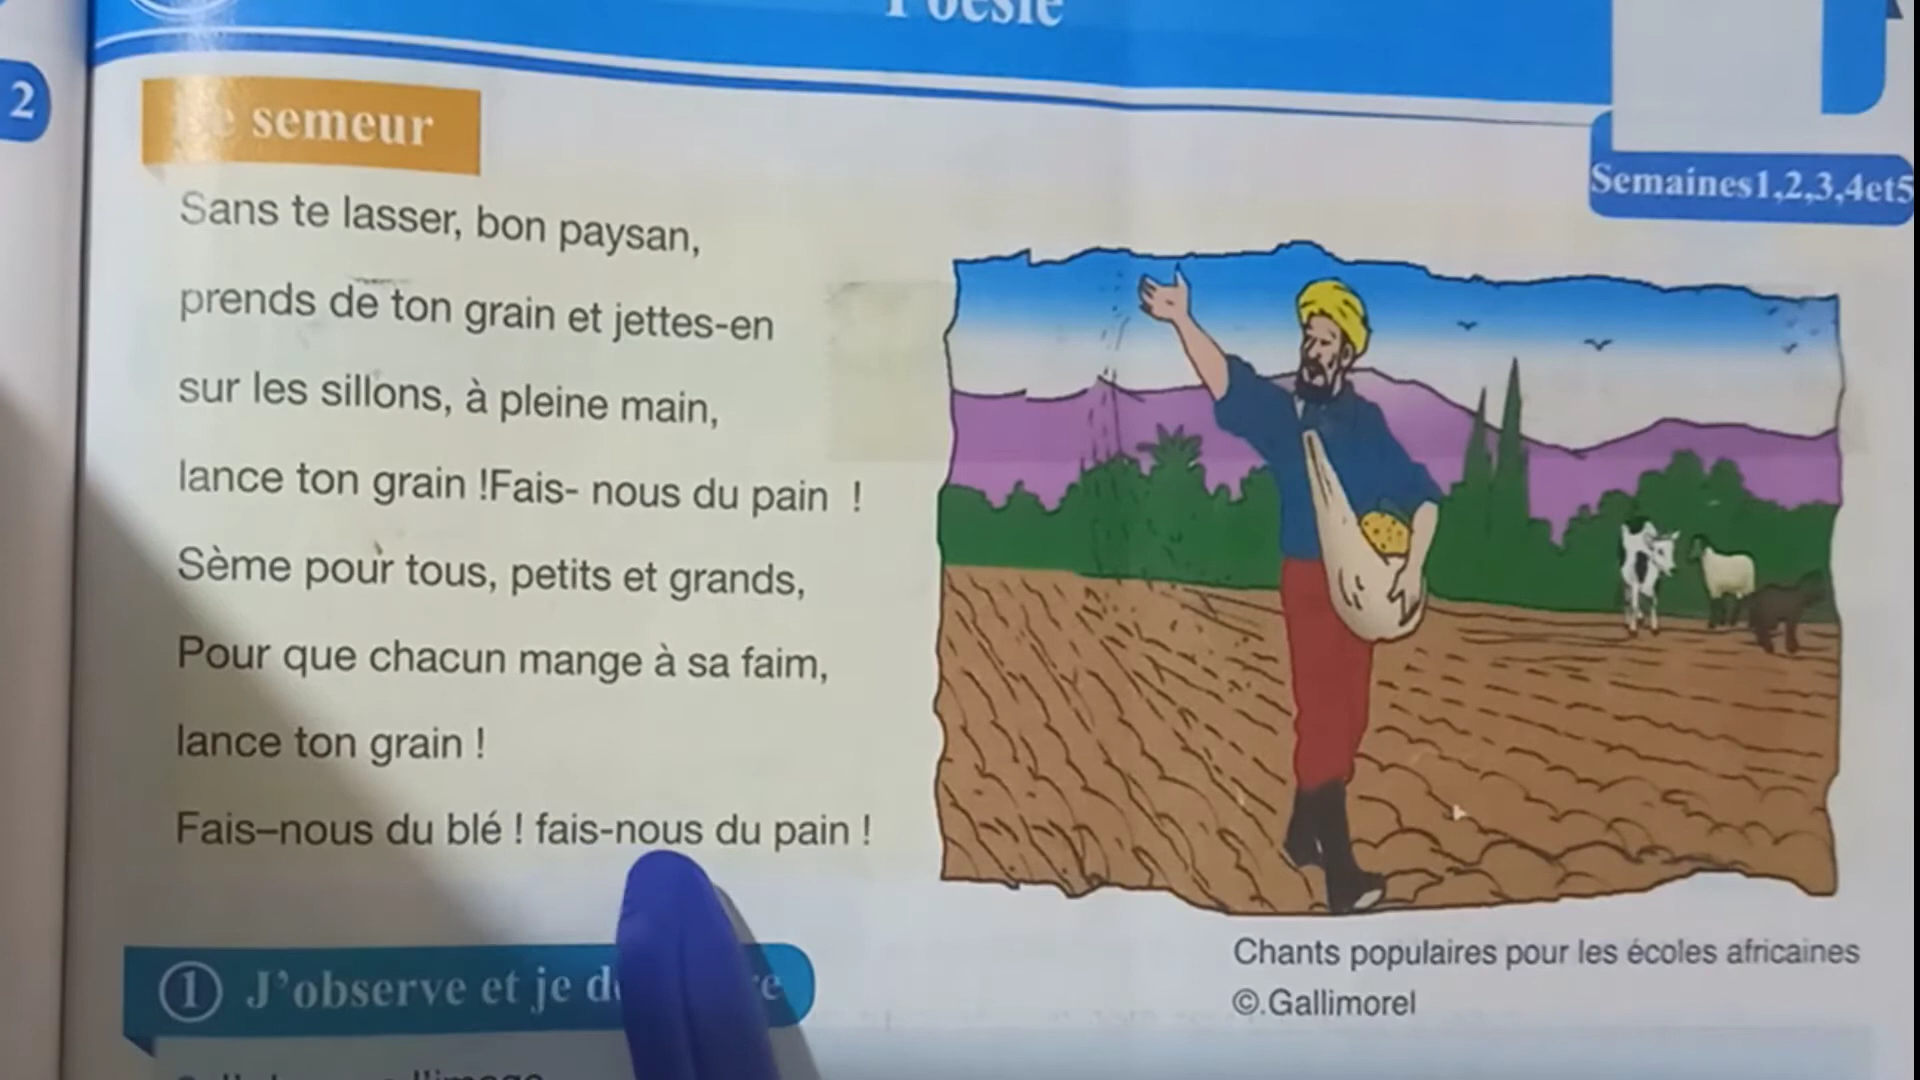 Poésie
2
semeur
Semaines1,2,3,4et5
Sans te lasser, bon paysan,
prends de ton grain et jettes-en
sur les sillons, à pleine main,
lance ton grain !Fais- nous du pain !
Sème pour tous, petits et grands,
Pour que chacun mange à sa faim,
lance ton grain !
Fais–nous du blé ! fais-nous du pain !
Chants populaires pour les écoles africaines
©.Gallimorel
1 J'observe et je